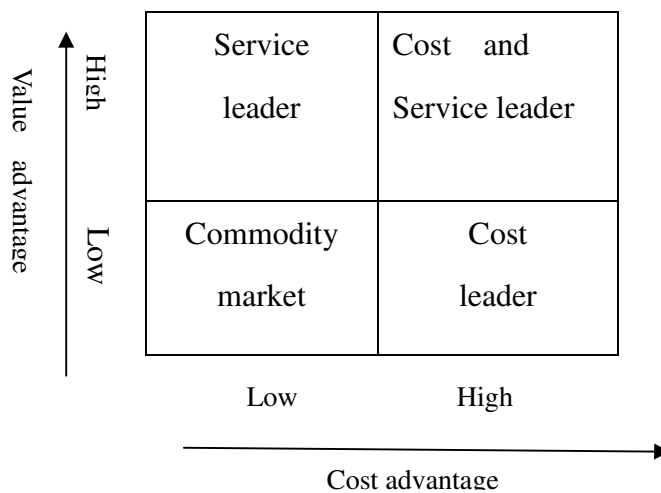 Service
leader
Cost and
Service leader
High
Value advantage
Low
Commodity
market
Cost
leader
Low
High
Cost advantage